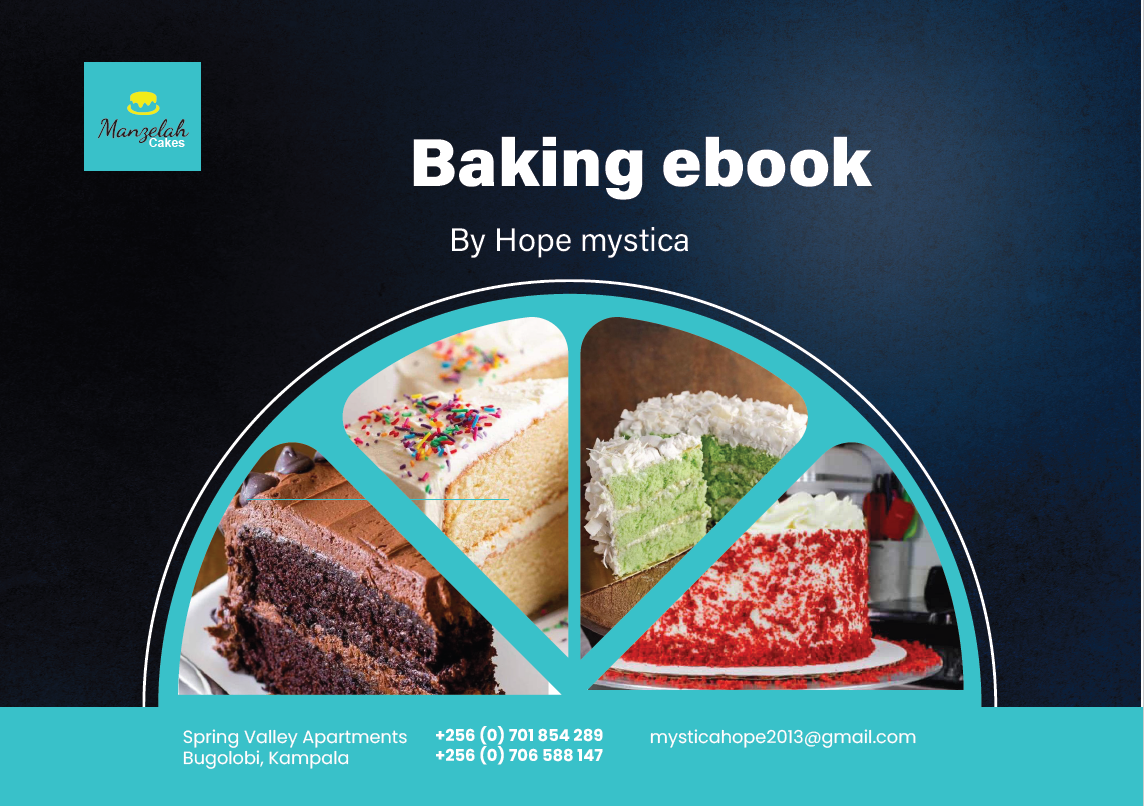 Manzelah
Cakes
Baking ebook
By Hope mystica
Spring Valley Apartments
Bugolobi, Kampala
+256 (0) 701 854 289
+256 (0) 706 588 147
mysticahope2013@gmail.com